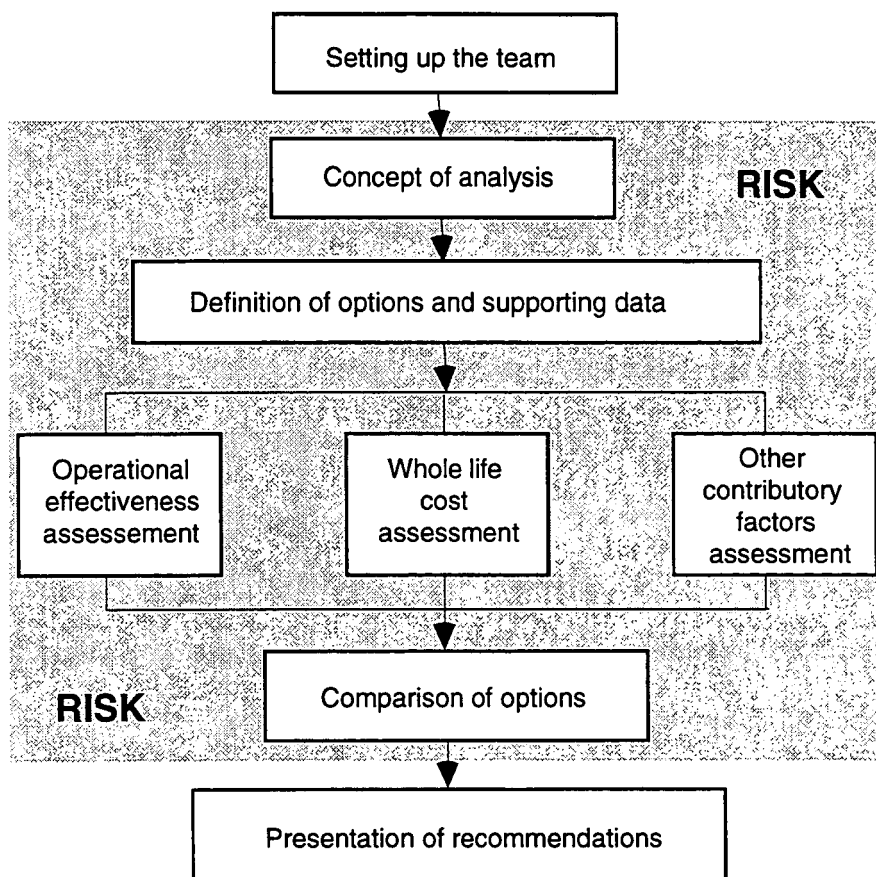 Setting up the team
Concept of analysis
RISK
Definition of options and supporting data
Operational
effectiveness
assessement
Whole life
cost
assessment
Other
contributory
factors
assessment
Comparison of options
RISK
Presentation of recommendations